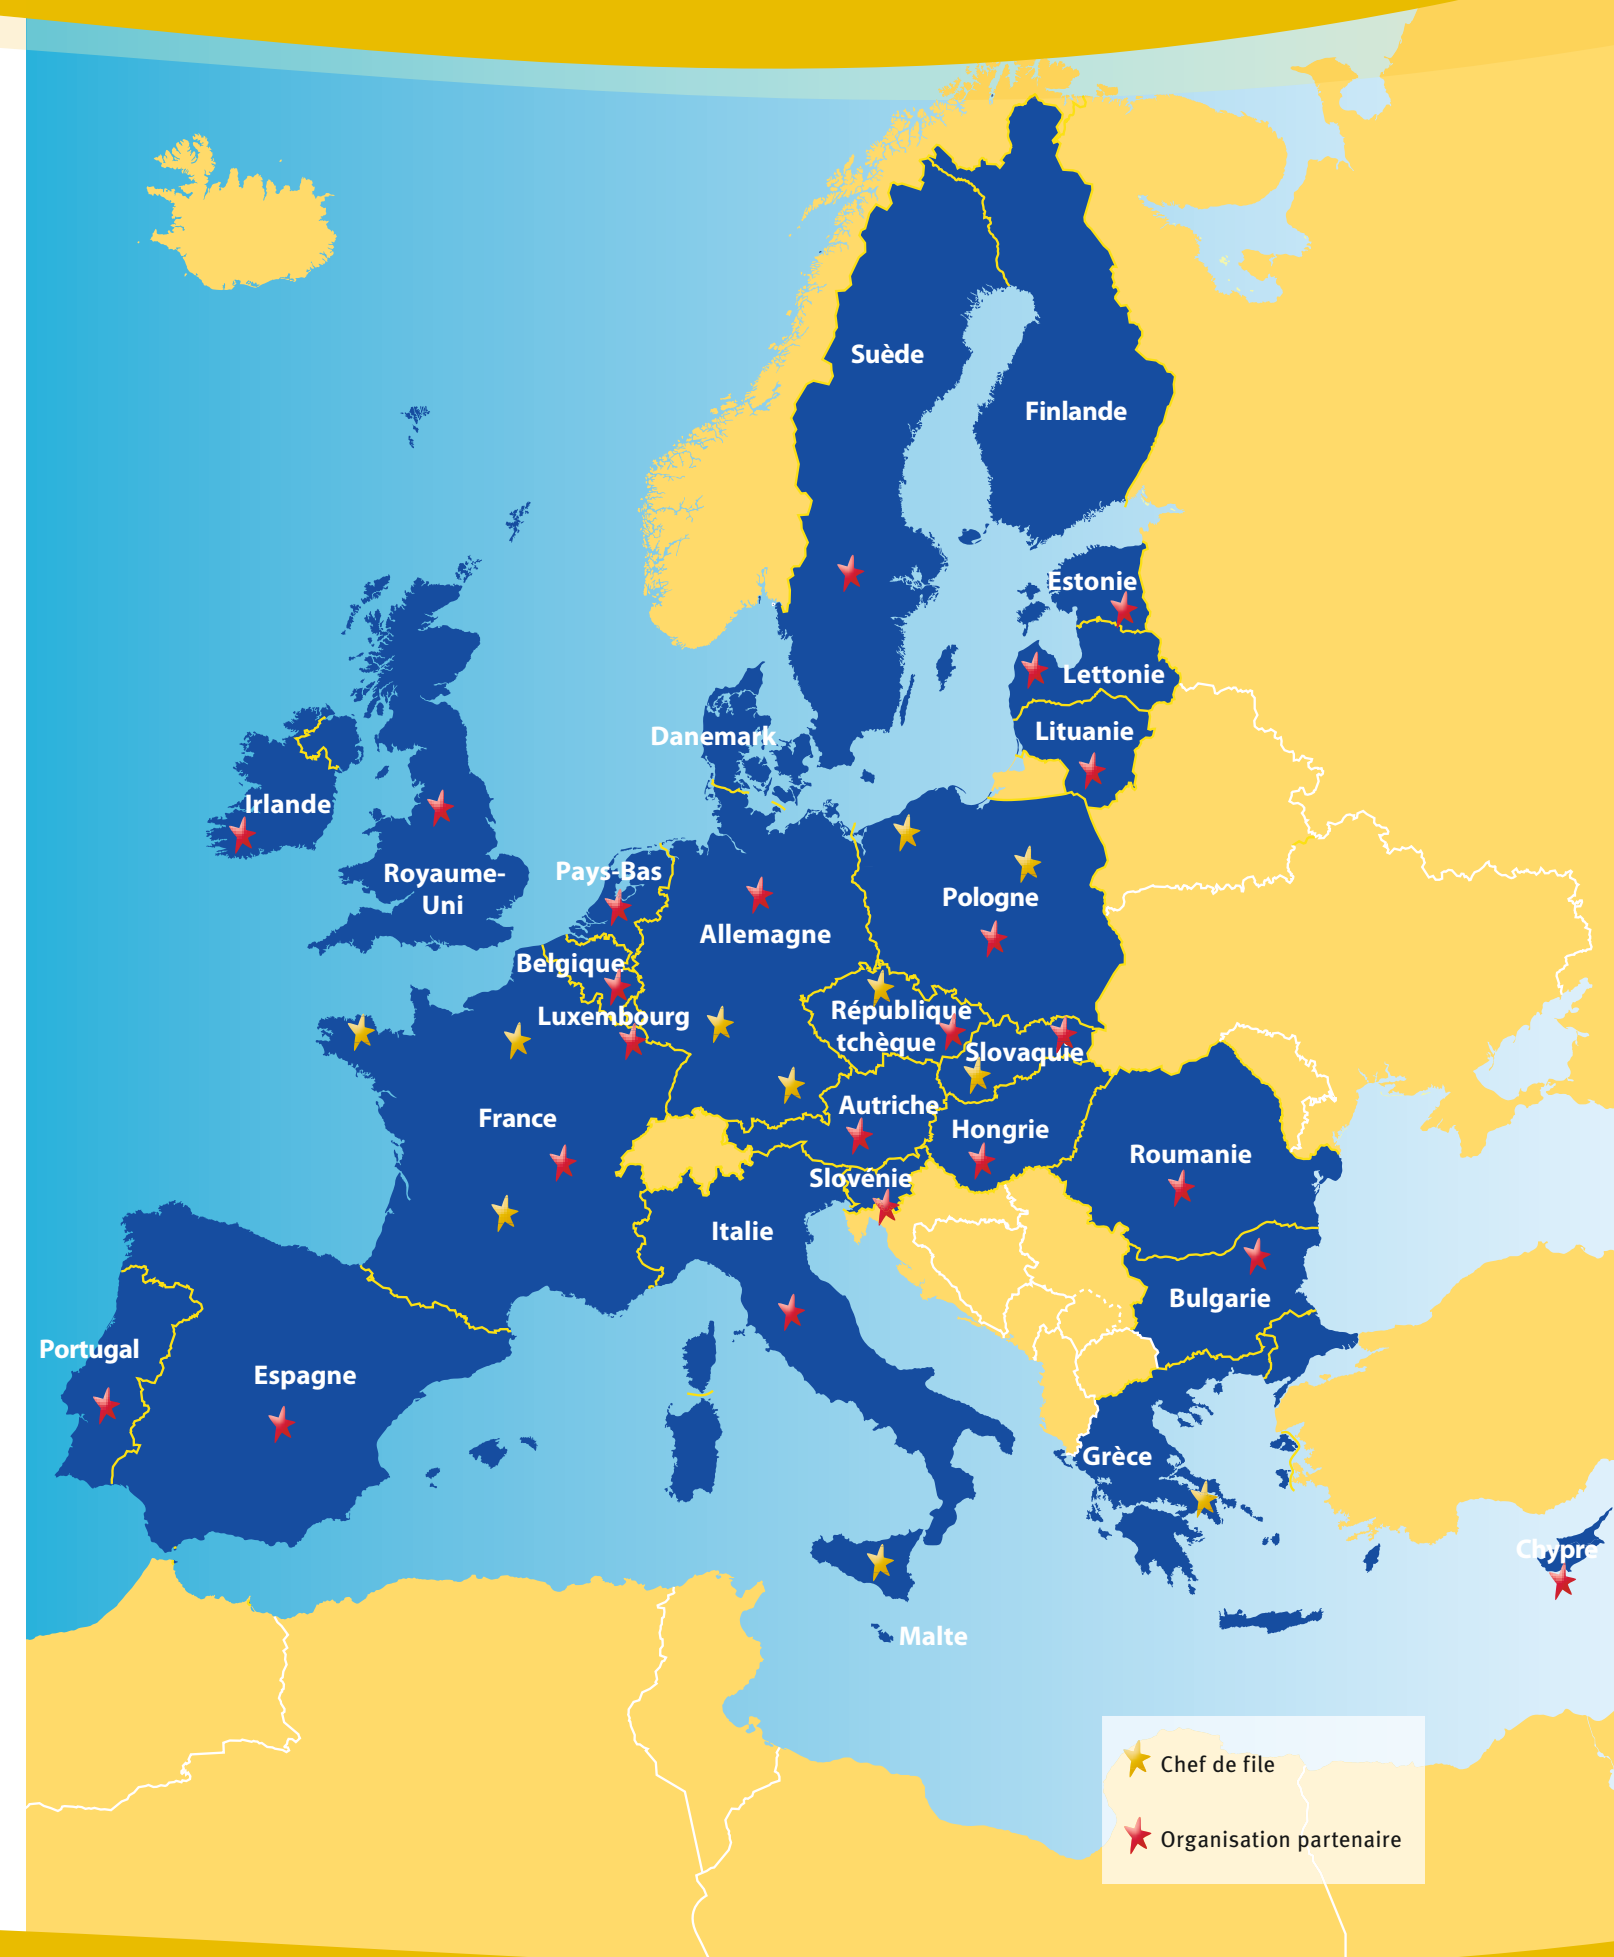 Suède
Finlande
Estonie
Lettonie
Lituanie
Danemark
Irlande
Royaume-
Uni
Pays-Bas
Pologne
Allemagne
Belgique
Luxembourg
République
tchèque
Slovaquie
France
Autriche
Hongrie
Roumanie
Slovénie
Italie
Bulgarie
Portugal
Espagne
Grèce
Chypre
Malte
Chef de file
Organisation partenaire